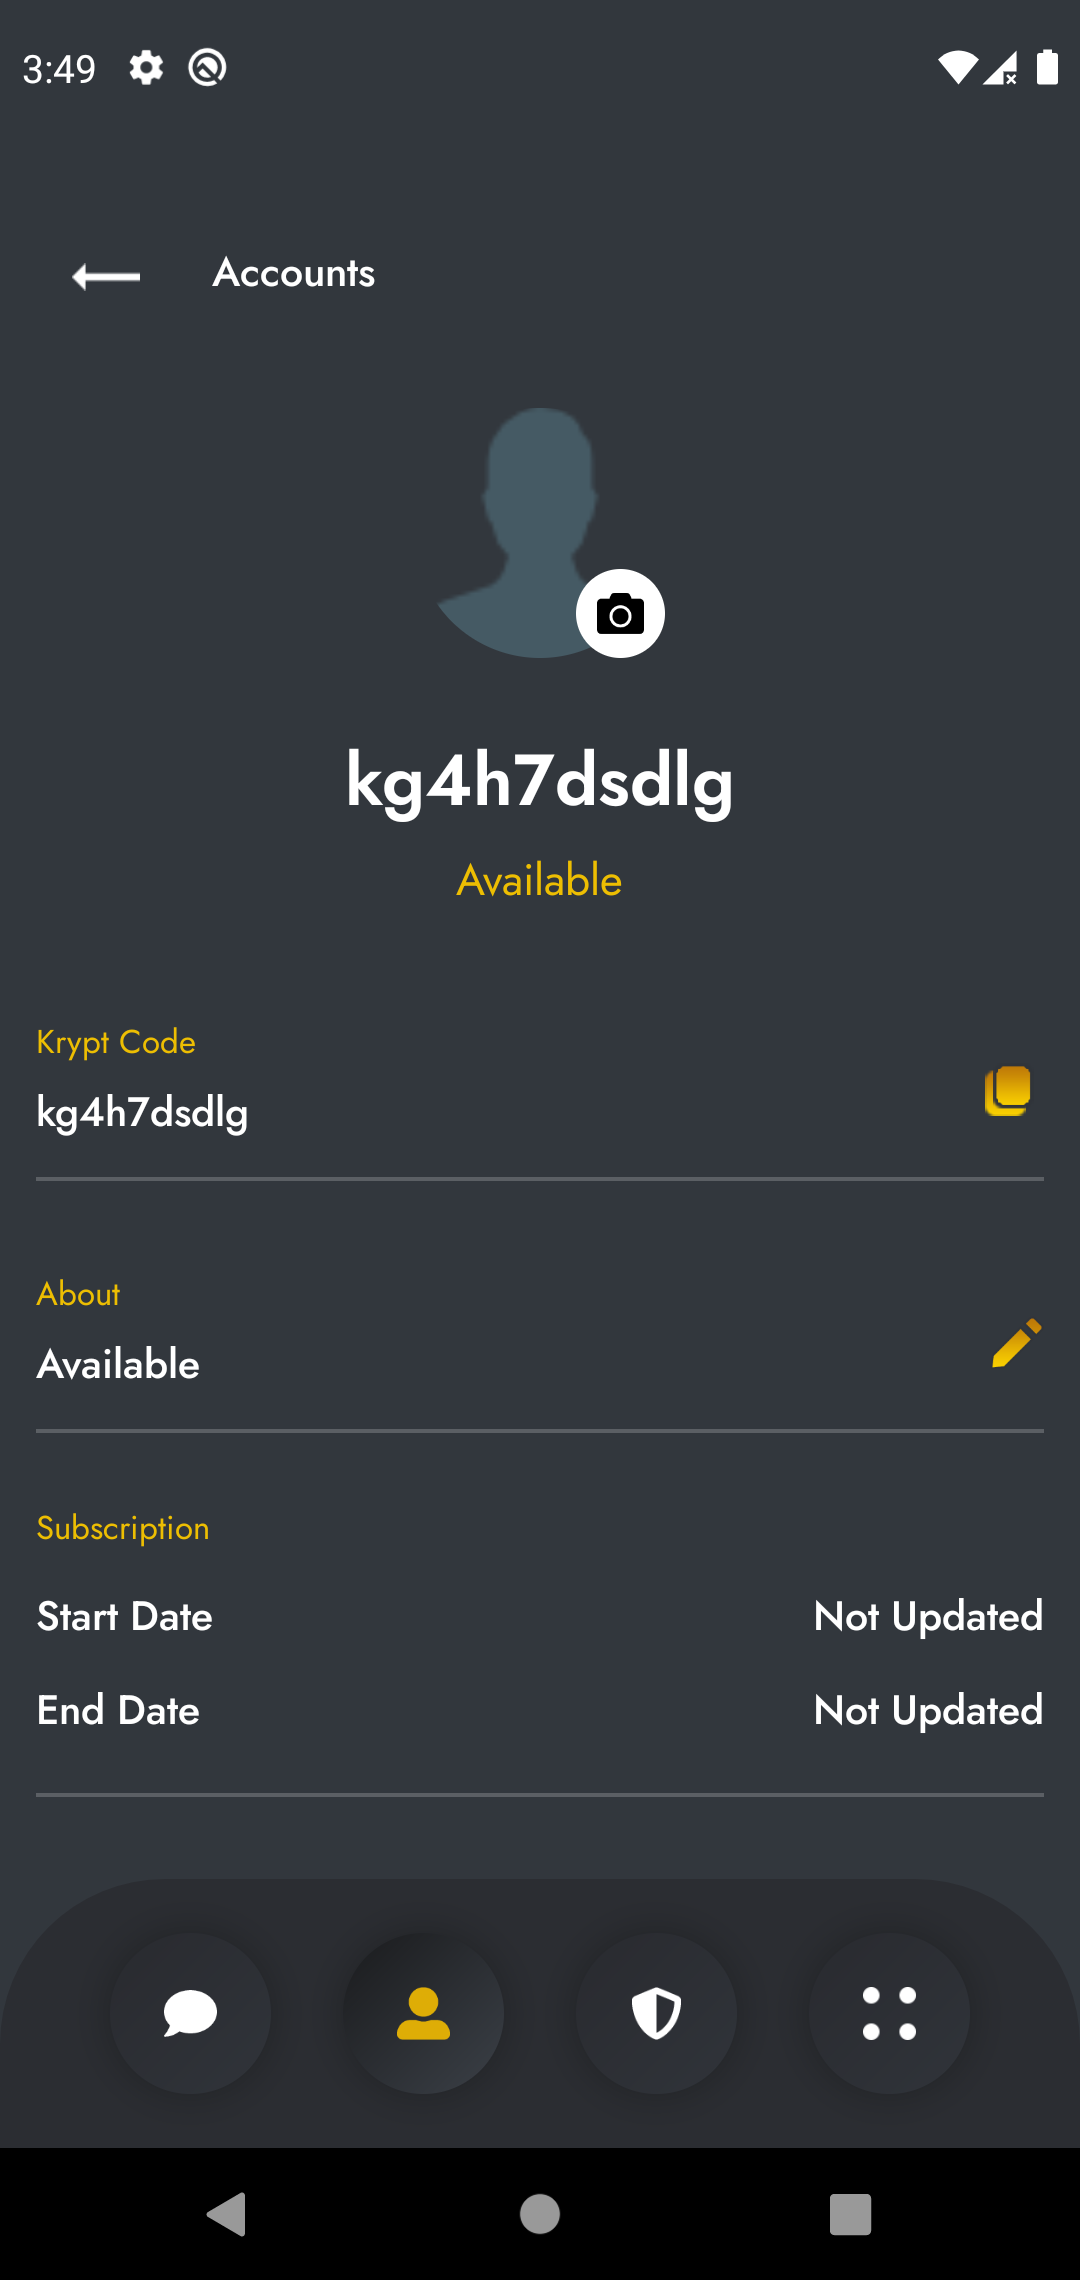 3:49
Accounts
kg4h7dsdlg
Available
Krypt Code
kg4h7dsdlg
About
Available
Subscription
Start Date Not Updated
End Date Not Updated